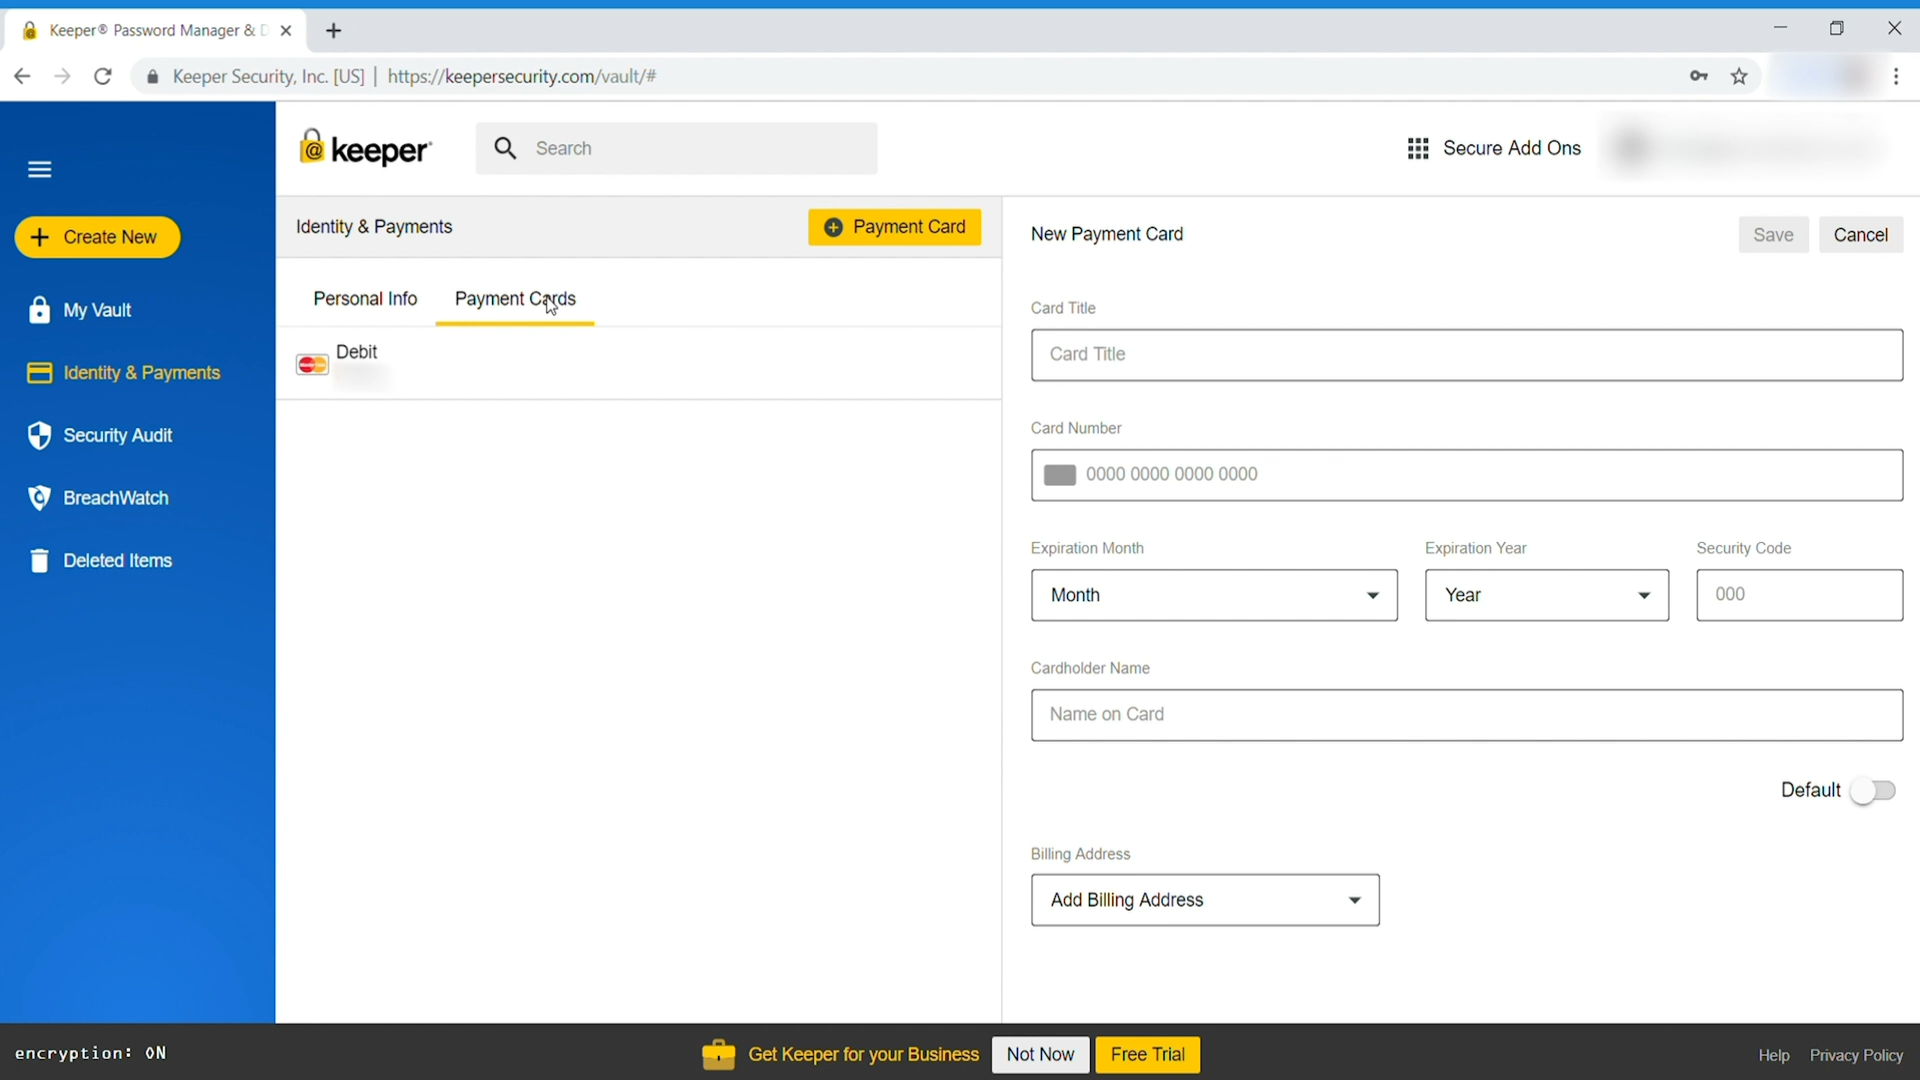 Keeper® Password Manager & D
Keeper Security, Inc. [US] | https://keepersecurity.com/vault/#
keeper
Search
Secure Add Ons
Create New
My Vault
Identity & Payments
Security Audit
BreachWatch
Deleted Items
Identity & Payments
Payment Card
Personal Info
Payment Cards
Debit
New Payment Card
Save
Cancel
Card Title
Card Title
Card Number
0000 0000 0000 0000
Expiration Month
Expiration Year
Security Code
Month
Year
000
Cardholder Name
Name on Card
Default
Billing Address
Add Billing Address
encryption: ON
Get Keeper for your Business
Not Now
Free Trial
Help
Privacy Policy